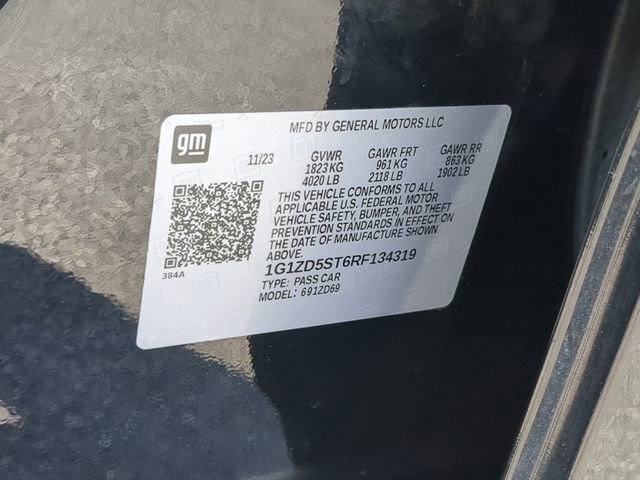 gm
MFD BY GENERAL MOTORS LLC
11/23 GVWR GAWR FRT GAWR RR
1823 KG 961 KG 863 KG
4020 LB 2118 LB 1902 LB
THIS VEHICLE CONFORMS TO ALL
APPLICABLE U.S. FEDERAL MOTOR
VEHICLE SAFETY, BUMPER, AND THEFT
PREVENTION STANDARDS IN EFFECT ON
THE DATE OF MANUFACTURE SHOWN
ABOVE.
384A
1G1ZD5ST6RF134319
TYPE: PASS CAR
MODEL: 691ZD69